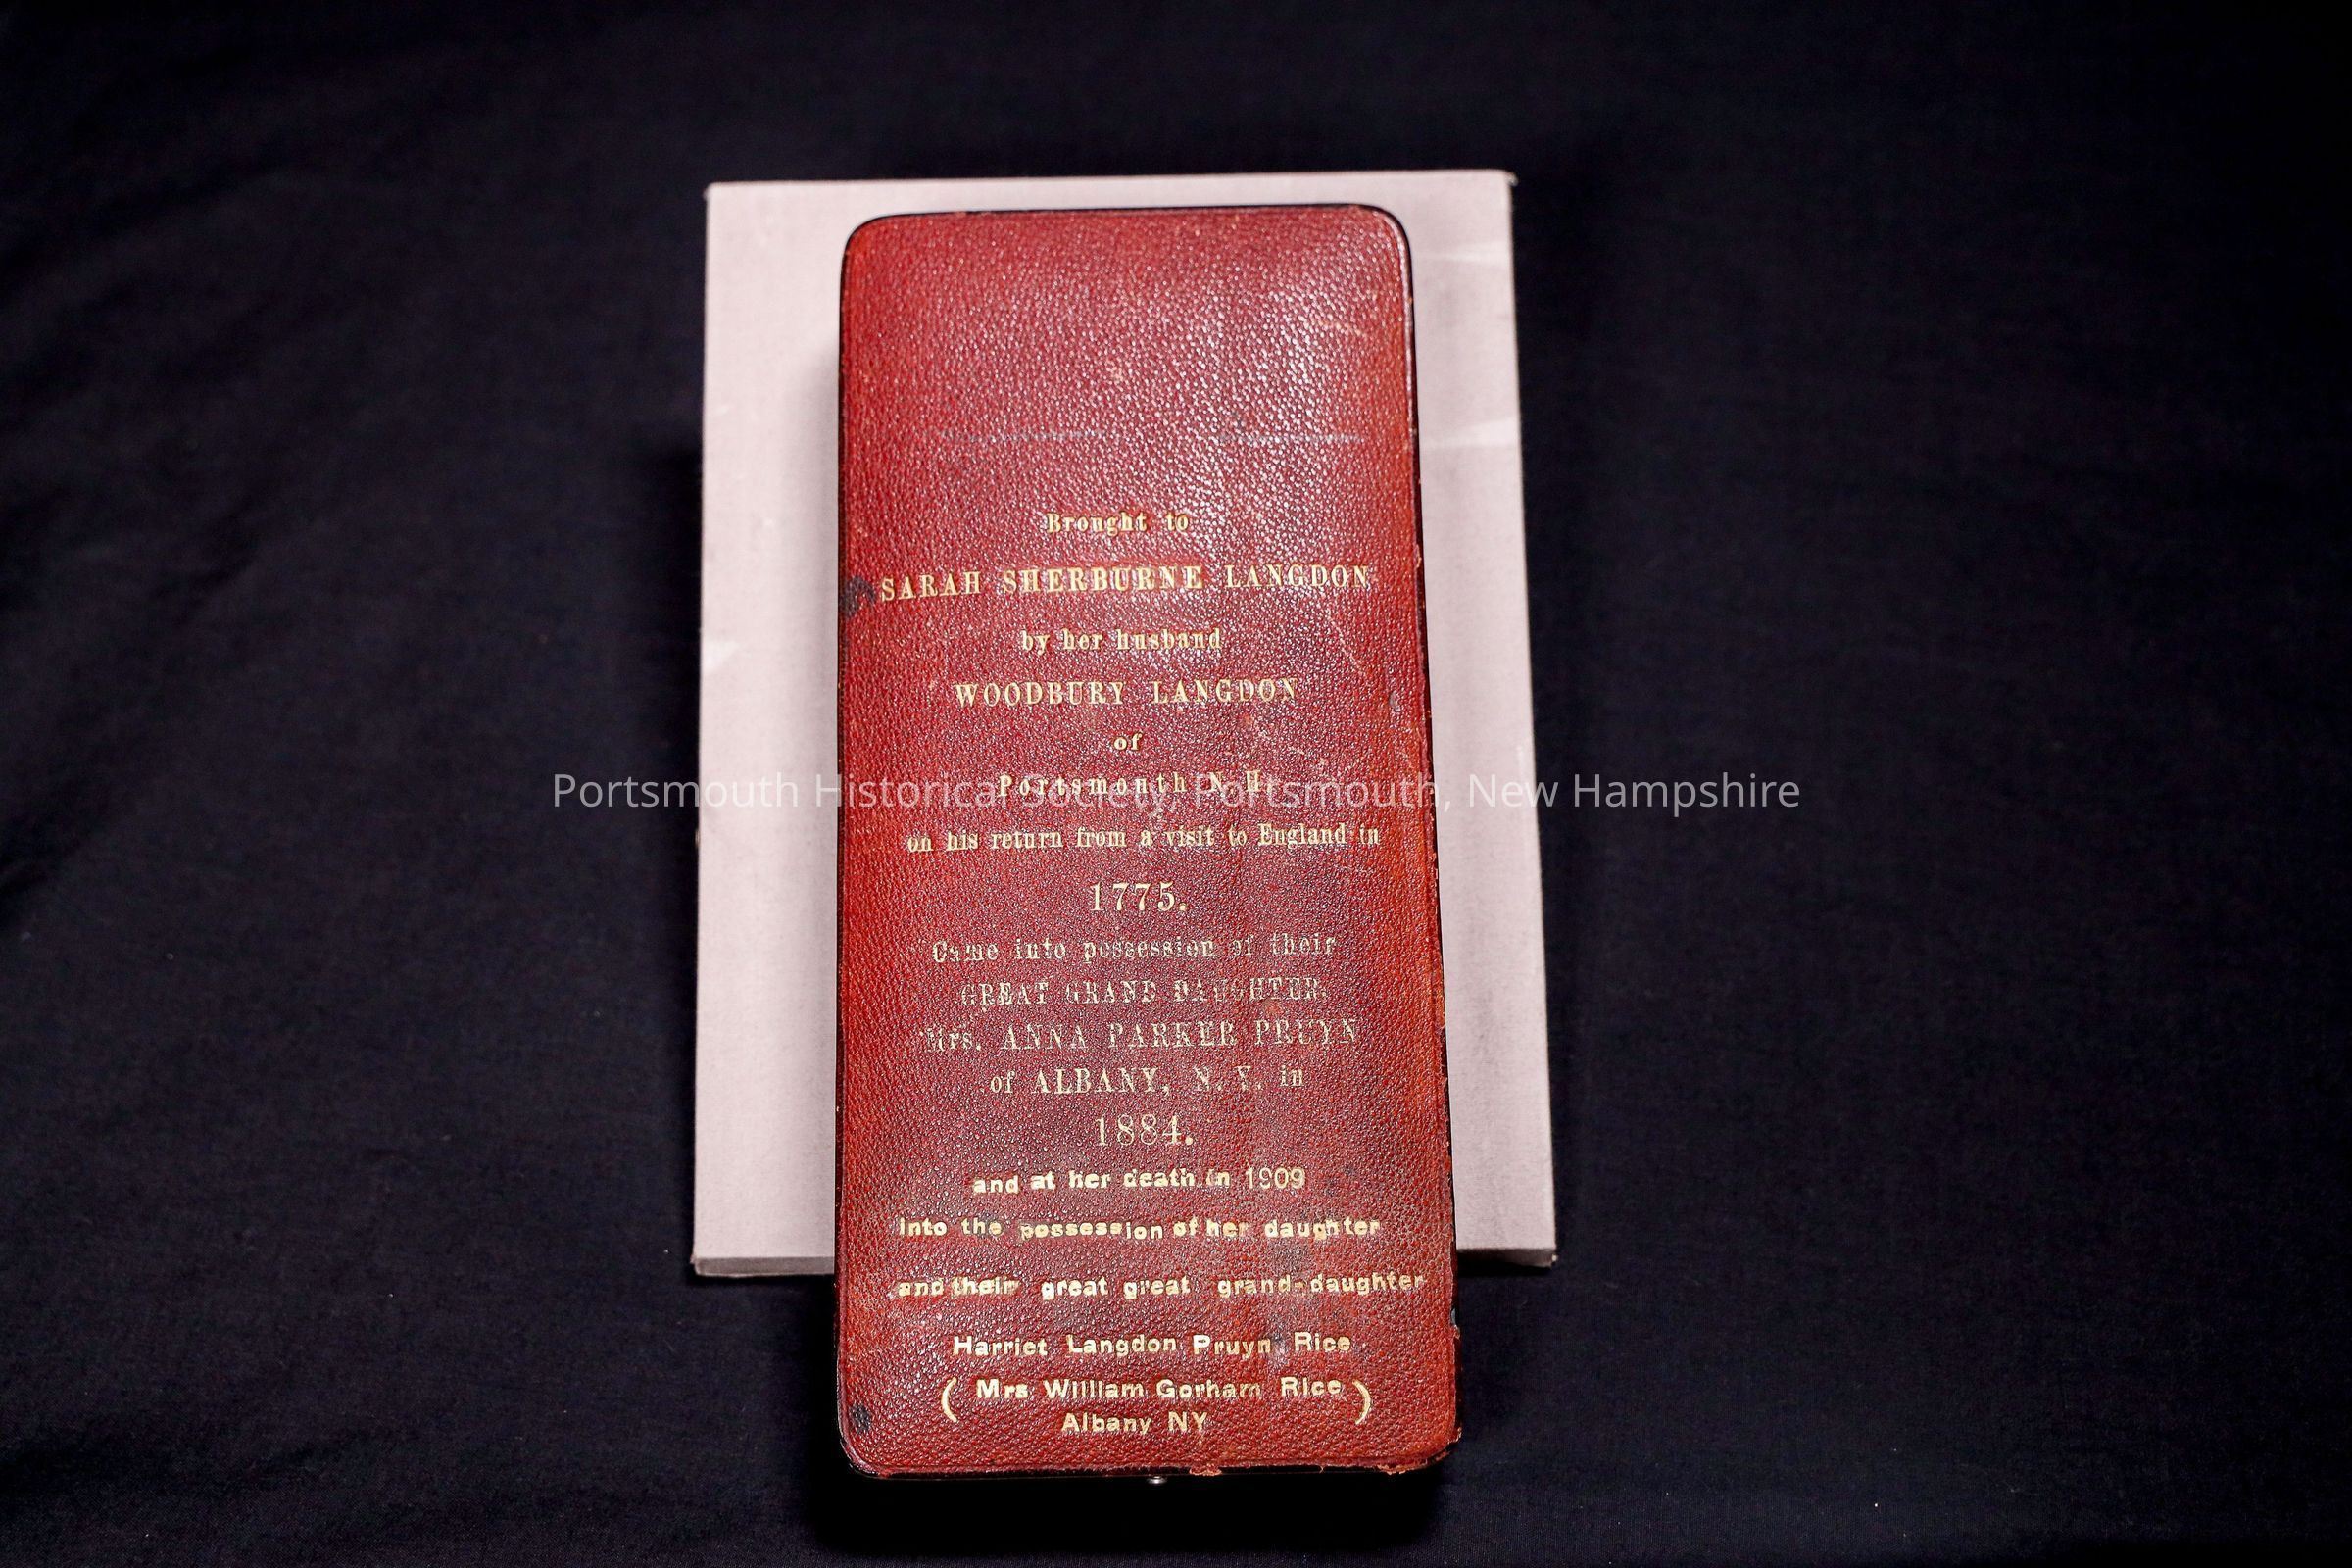 Brought to
SARAH SHERBURNE LANGDON
by her husband
WOODBURY LANGDON
of
Portsmouth N. H.
Portsmouth Historical Society, Portsmouth, New Hampshire
on his return from a visit to England in
1775.
Came into possession of their
GREAT GRAND DAUGHTER.
Mrs. ANNA PARKER PRUYN
of ALBANY, N. Y. in
1884.
and at her death in 1909
into the possession of her daughter
and their great great grand-daughter
Harriet Langdon Pruyn Rice
( Mrs William Gorham Rice )
Albany NY